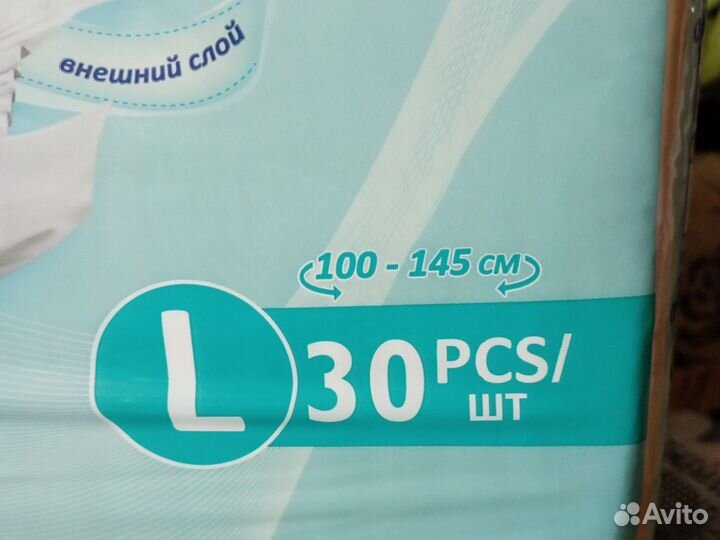 внешний слой
100 - 145 см
L 30 PCS/
шт
Avito